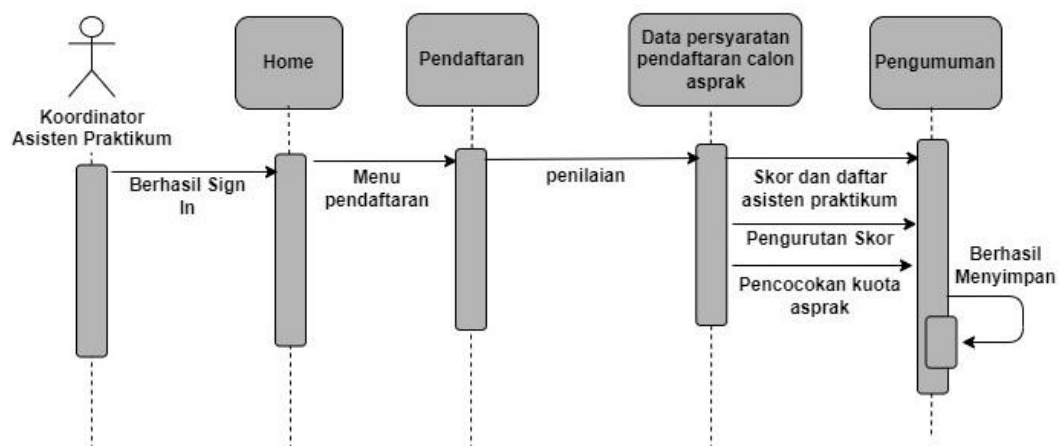 Koordinator
Asisten Praktikum
Home
Pendaftaran
Data persyaratan
pendaftaran calon
asprak
Pengumuman
Berhasil Sign
In
Menu
pendaftaran
penilaian
Skor dan daftar
asisten praktikum
Pengurutan Skor
Pencocokan kuota
asprak
Berhasil
Menyimpan